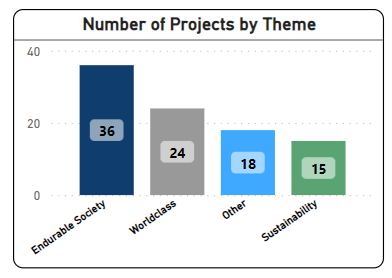 Number of Projects by Theme
40
20
0
36
24
18
15
Endurable Society
Worldclass
Other
Sustainability